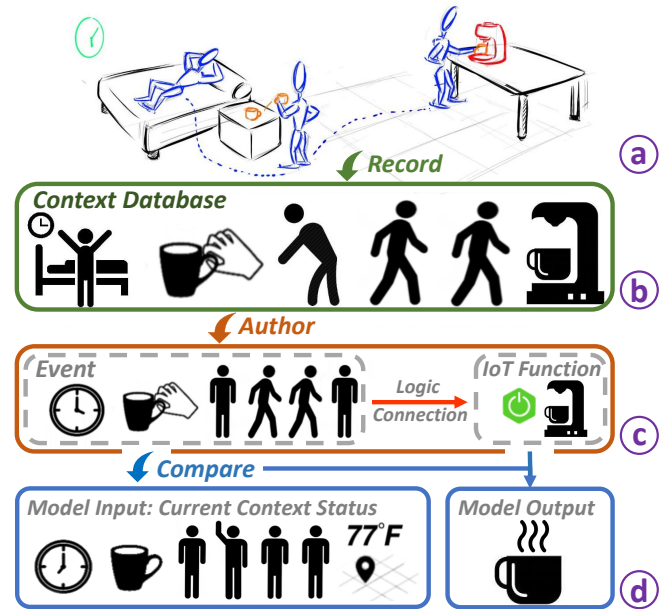 a
Record
Context Database
b
Author
Event
IoT Function
Logic
Connection
c
Compare
Model Input: Current Context Status
Model Output
77°F
d